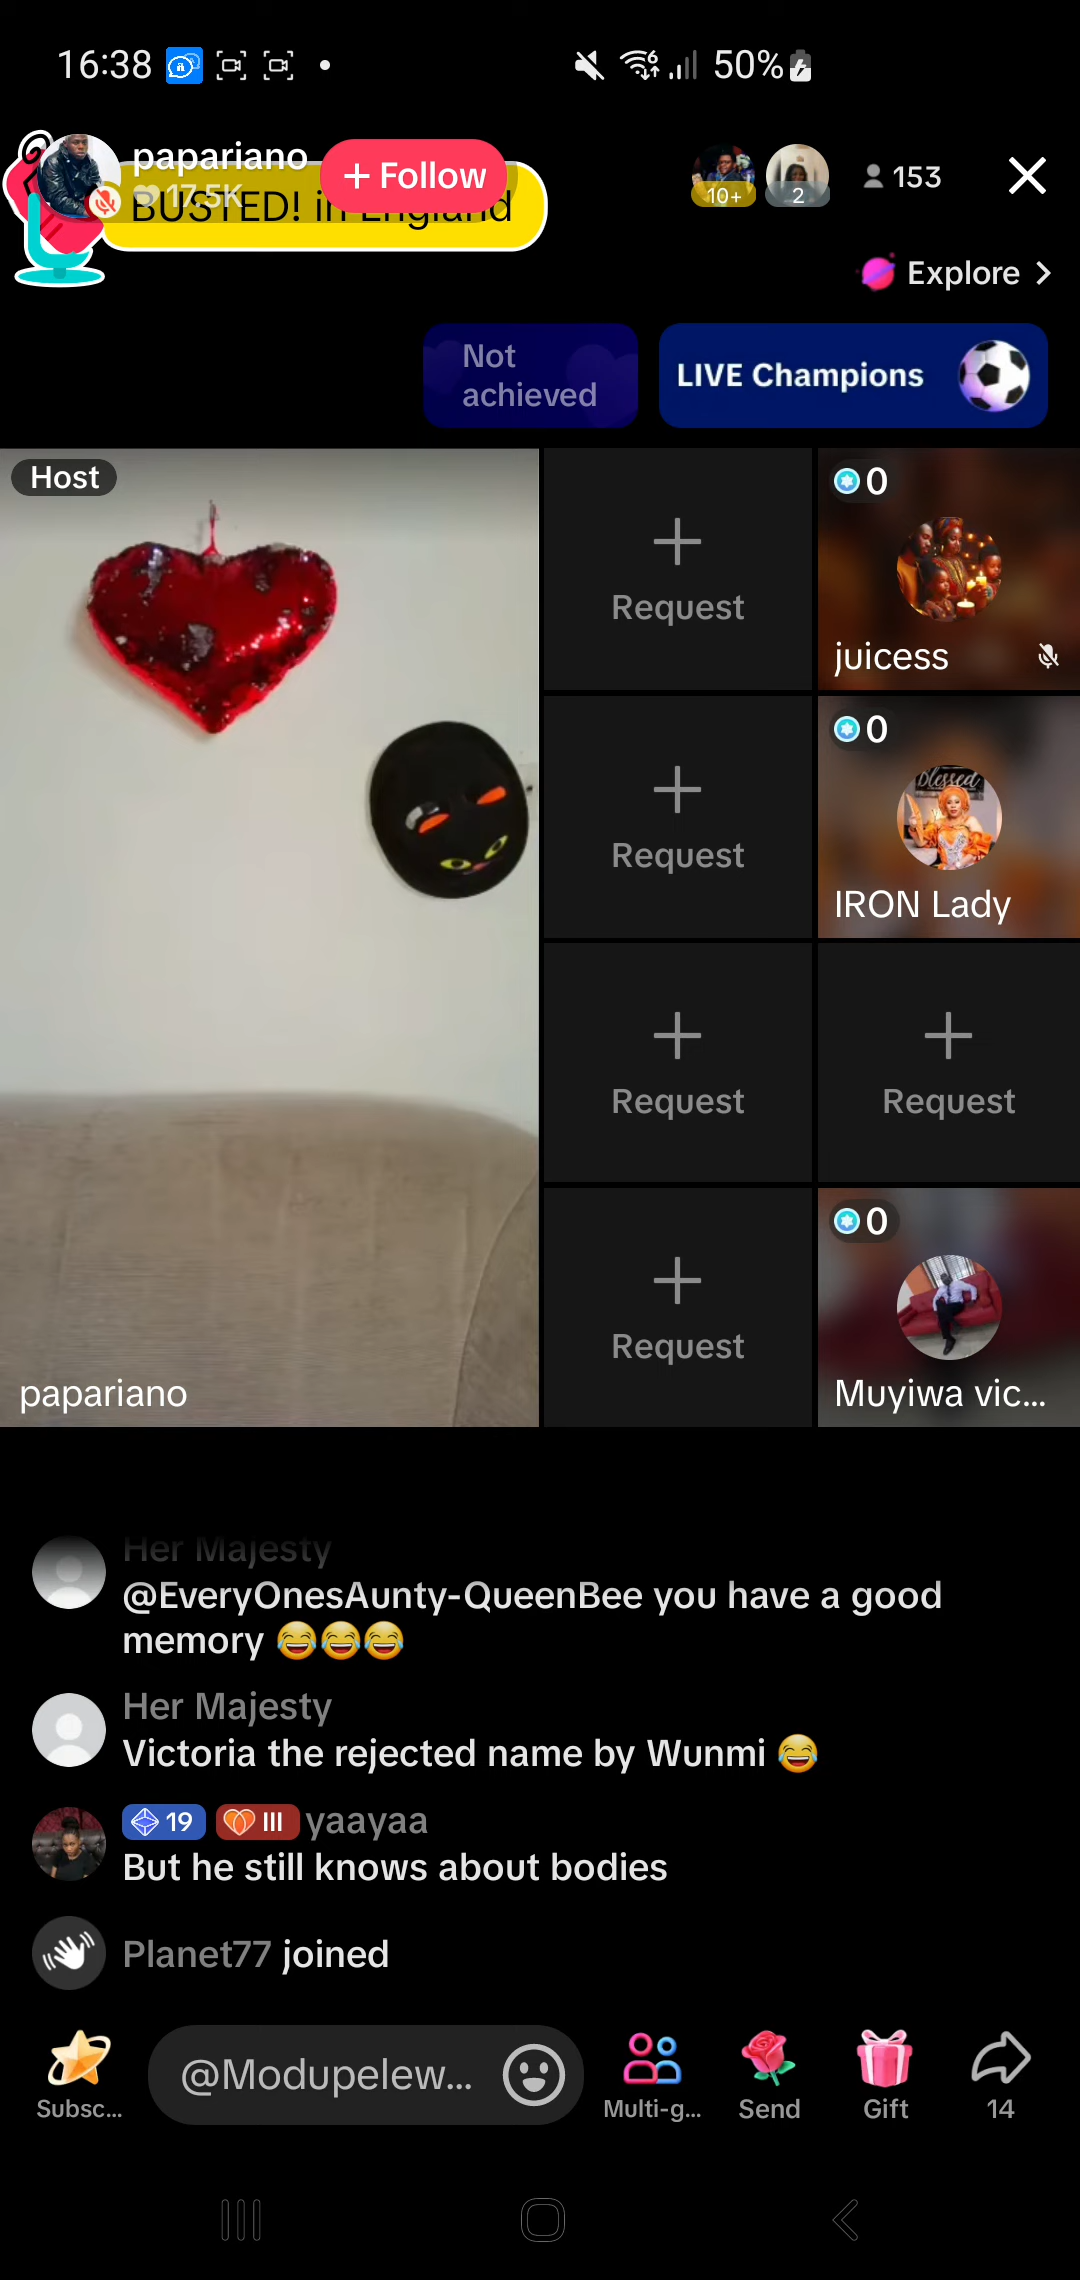 16:38
50%
papariano
+ Follow
17.5K
BUSTED! in England
10+
2
153
Explore
Not
achieved
LIVE Champions
Host
Request
0
juicess
Request
0
Blessed
IRON Lady
Request
Request
Request
0
Muyiwa vic...
papariano
Her Majesty
@EveryOnesAunty-QueenBee you have a good
memory 😂😂😂
Her Majesty
Victoria the rejected name by Wunmi 😂
19 III yaayaa
But he still knows about bodies
Planet77 joined
@Modupelew...
Subsc...
Multi-g...
Send
Gift
14